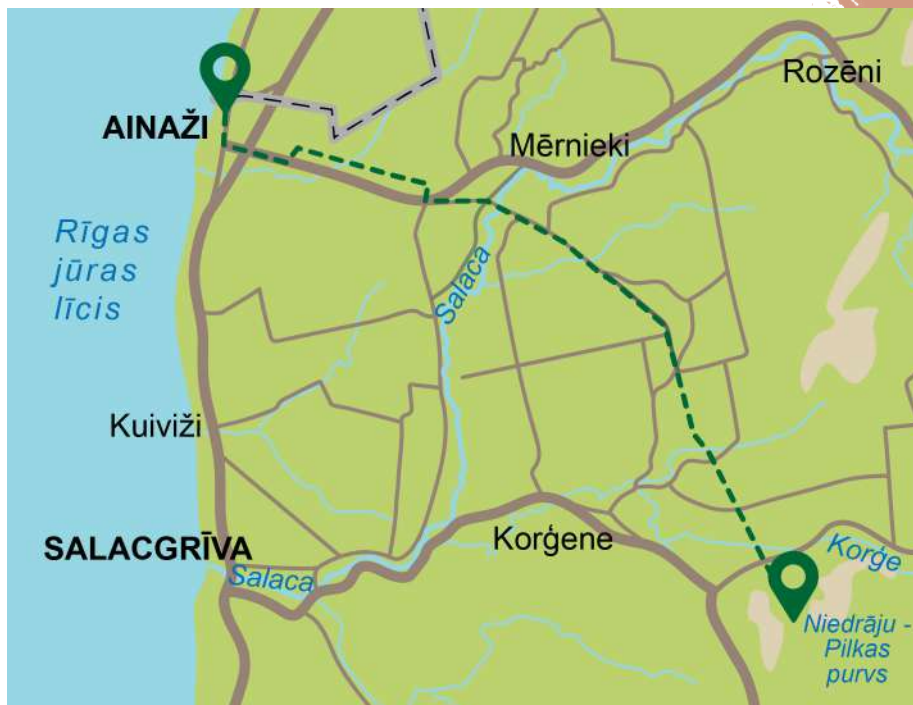 Rozēni
AINAŽI
Mērnieki
Rīgas
jūras
līcis
Salaca
Kuiviži
SALACGRĪVA
Korģene
Korģe
Salaca
Niedrāju -
Pilkas
purvs